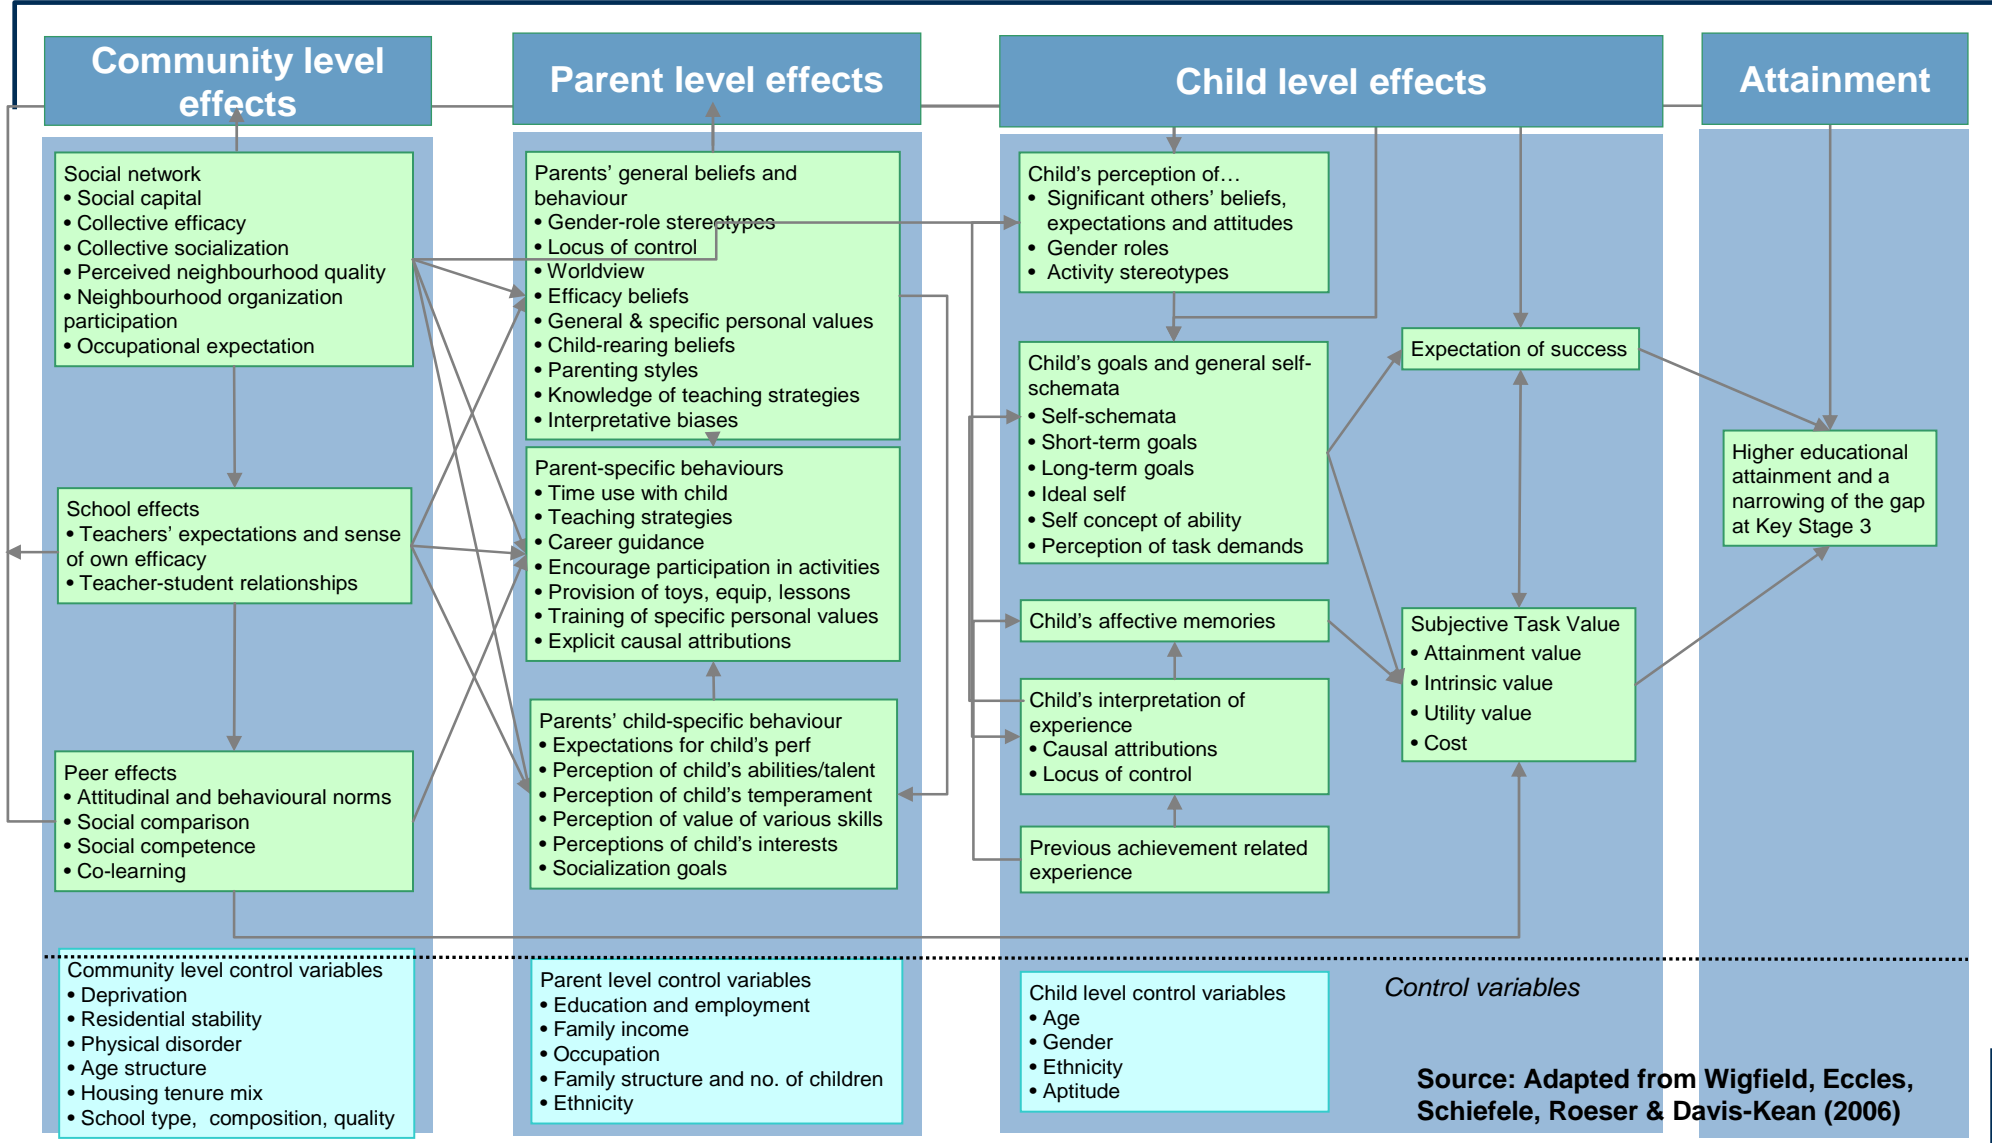 Community level
effects
Parent level effects
Child level effects
Attainment
Social network
• Social capital
• Collective efficacy
• Collective socialization
• Perceived neighbourhood quality
• Neighbourhood organization
participation
• Occupational expectation
School effects
• Teachers’ expectations and sense
of own efficacy
• Teacher-student relationships
Peer effects
• Attitudinal and behavioural norms
• Social comparison
• Social competence
• Co-learning
Parents’ general beliefs and
behaviour
• Gender-role stereotypes
• Locus of control
• Worldview
• Efficacy beliefs
• General & specific personal values
• Child-rearing beliefs
• Parenting styles
• Knowledge of teaching strategies
• Interpretative biases
Parent-specific behaviours
• Time use with child
• Teaching strategies
• Career guidance
• Encourage participation in activities
• Provision of toys, equip, lessons
• Training of specific personal values
• Explicit causal attributions
Parents’ child-specific behaviour
• Expectations for child’s perf
• Perception of child’s abilities/talent
• Perception of child’s temperament
• Perception of value of various skills
• Perceptions of child’s interests
• Socialization goals
Child’s perception of…
• Significant others’ beliefs,
expectations and attitudes
• Gender roles
• Activity stereotypes
Child’s goals and general self-
schemata
• Self-schemata
• Short-term goals
• Long-term goals
• Ideal self
• Self concept of ability
• Perception of task demands
Child’s affective memories
Child’s interpretation of
experience
• Causal attributions
• Locus of control
Previous achievement related
experience
Expectation of success
Subjective Task Value
• Attainment value
• Intrinsic value
• Utility value
• Cost
Higher educational
attainment and a
narrowing of the gap
at Key Stage 3
Community level control variables
• Deprivation
• Residential stability
• Physical disorder
• Age structure
• Housing tenure mix
• School type, composition, quality
Parent level control variables
• Education and employment
• Family income
• Occupation
• Family structure and no. of children
• Ethnicity
Child level control variables
• Age
• Gender
• Ethnicity
• Aptitude
Control variables
Source: Adapted from Wigfield, Eccles,
Schiefele, Roeser & Davis-Kean (2006)